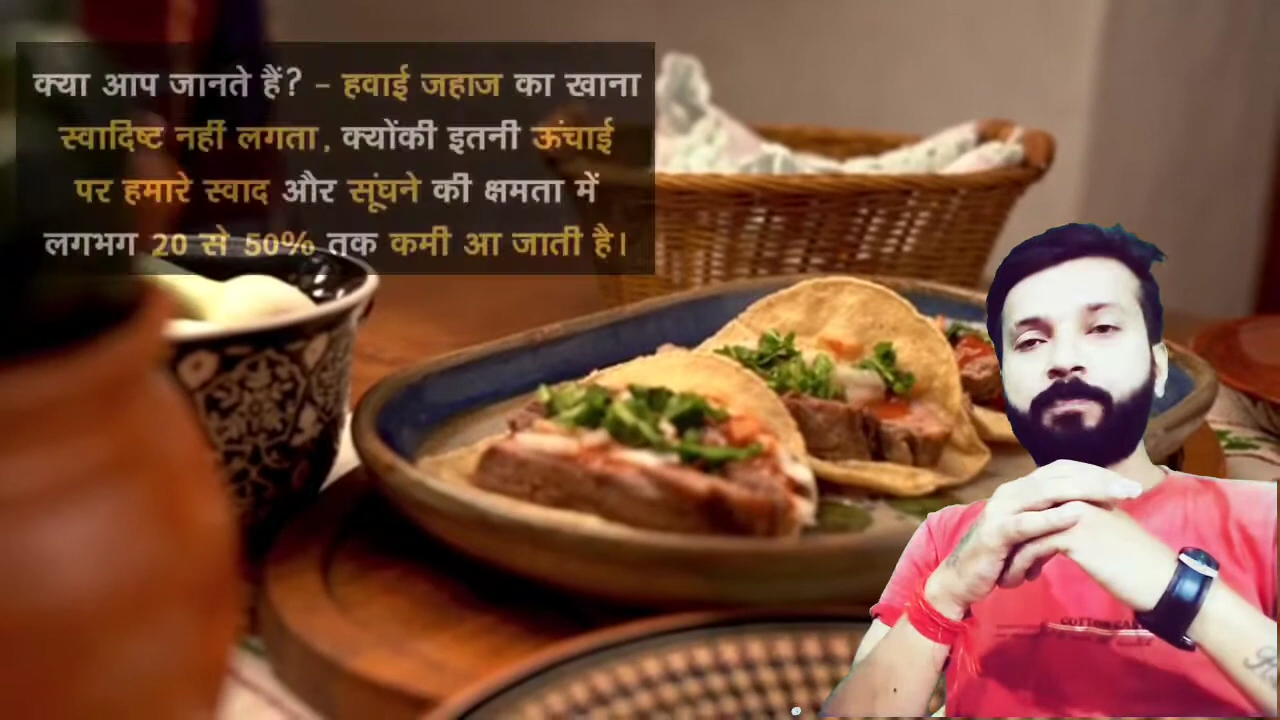 क्या आप जानते हैं? - हवाई जहाज का खाना
स्वादिष्ट नहीं लगता, क्योंकी इतनी ऊंचाई
पर हमारे स्वाद और सूंघने की क्षमता में
लगभग 20 से 50% तक कमी आ जाती है।